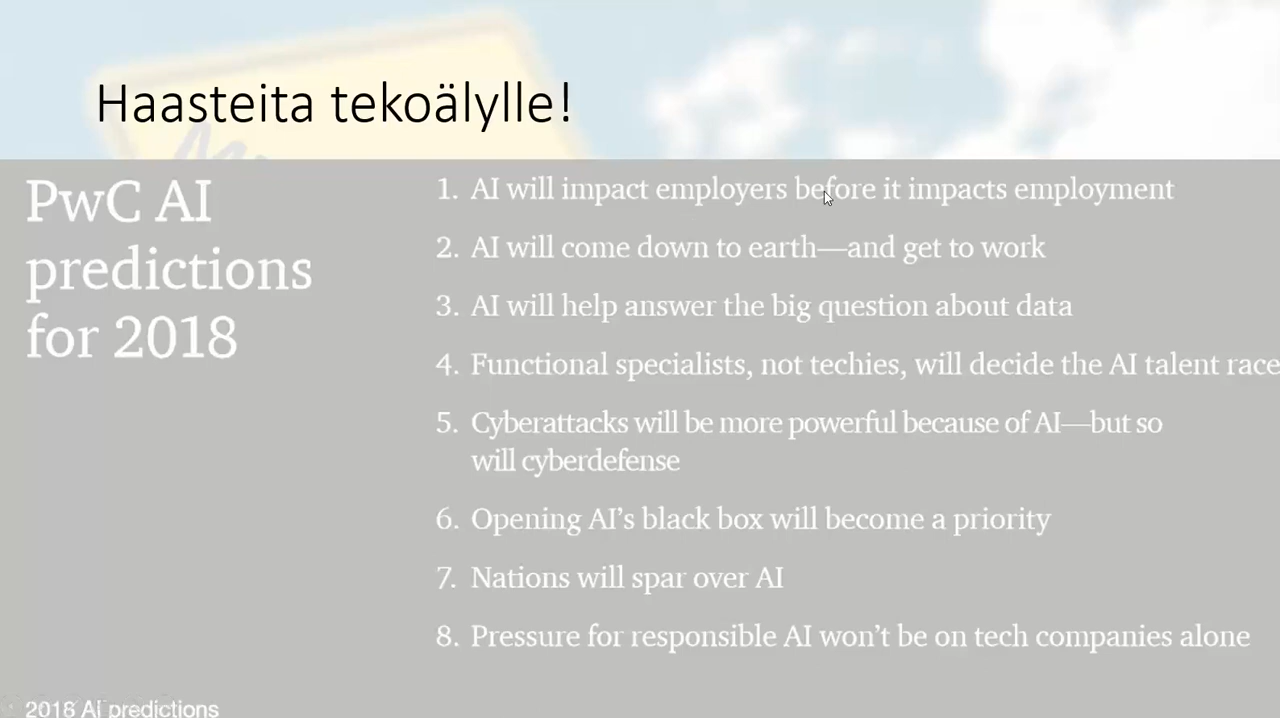 Haasteita tekoälylle!
PwC AI
predictions
for 2018
1. AI will impact employers before it impacts employment
2. AI will come down to earth—and get to work
3. AI will help answer the big question about data
4. Functional specialists, not techies, will decide the AI talent race
5. Cyberattacks will be more powerful because of AI—but so
will cyberdefense
6. Opening AI’s black box will become a priority
7. Nations will spar over AI
8. Pressure for responsible AI won’t be on tech companies alone
2018 AI predictions